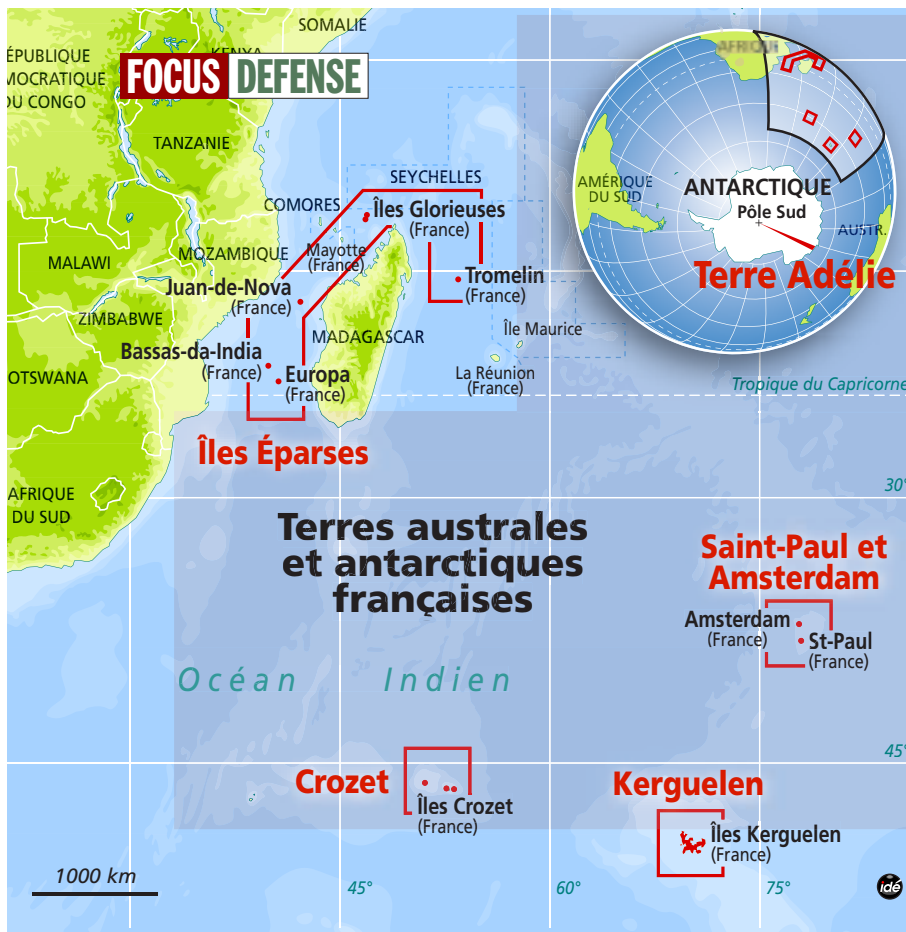 SOMALIE
ÉPUBLIQUE
MOCRATIQUE
DU CONGO
KENYA
FOCUS DEFENSE
TANZANIE
SEYCHELLES
COMORES
Îles Glorieuses
(France)
MOZAMBIQUE
Mayotte
(France)
MALAWI
Juan-de-Nova
(France)
Tromelin
(France)
ZIMBABWE
MADAGASCAR
Île Maurice
Bassas-da-India
(France)
Europa
(France)
La Réunion
(France)
OTSWANA
Tropique du Capricorne
Îles Éparses
AFRIQUE
DU SUD
AFRIQUE
AMÉRIQUE
DU SUD
ANTARCTIQUE
Pôle Sud
AUSTR.
Terre Adélie
30°
Terres australes
et antarctiques
françaises
Saint-Paul et
Amsterdam
Amsterdam
(France)
St-Paul
(France)
Océan Indien
45°
Crozet
Îles Crozet
(France)
Kerguelen
Îles Kerguelen
(France)
1000 km
45°
60°
75°
idé